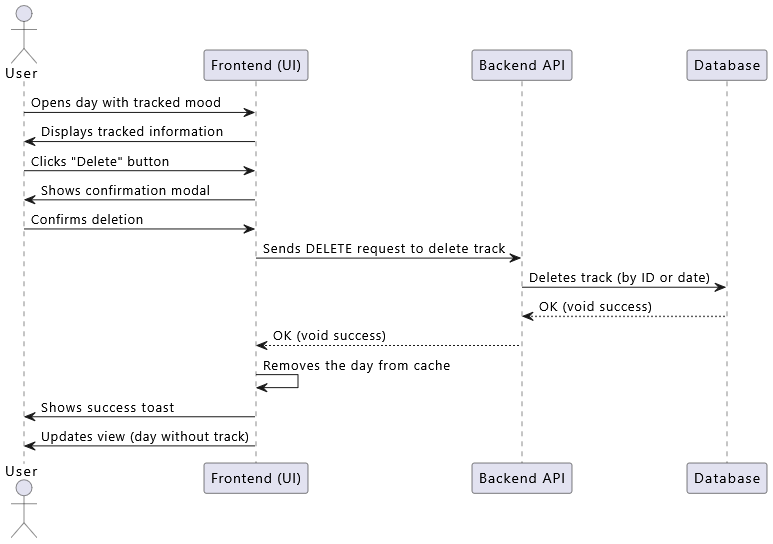 User
Frontend (UI)
Backend API
Database
Opens day with tracked mood
Displays tracked information
Clicks "Delete" button
Shows confirmation modal
Confirms deletion
Sends DELETE request to delete track
Deletes track (by ID or date)
OK (void success)
OK (void success)
Removes the day from cache
Shows success toast
Updates view (day without track)
User
Frontend (UI)
Backend API
Database